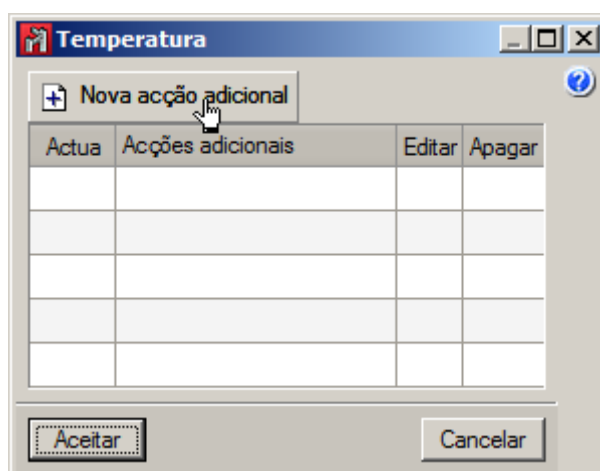 Temperatura
Nova acção adicional
Actua Acções adicionais Editar Apagar
Aceitar Cancelar